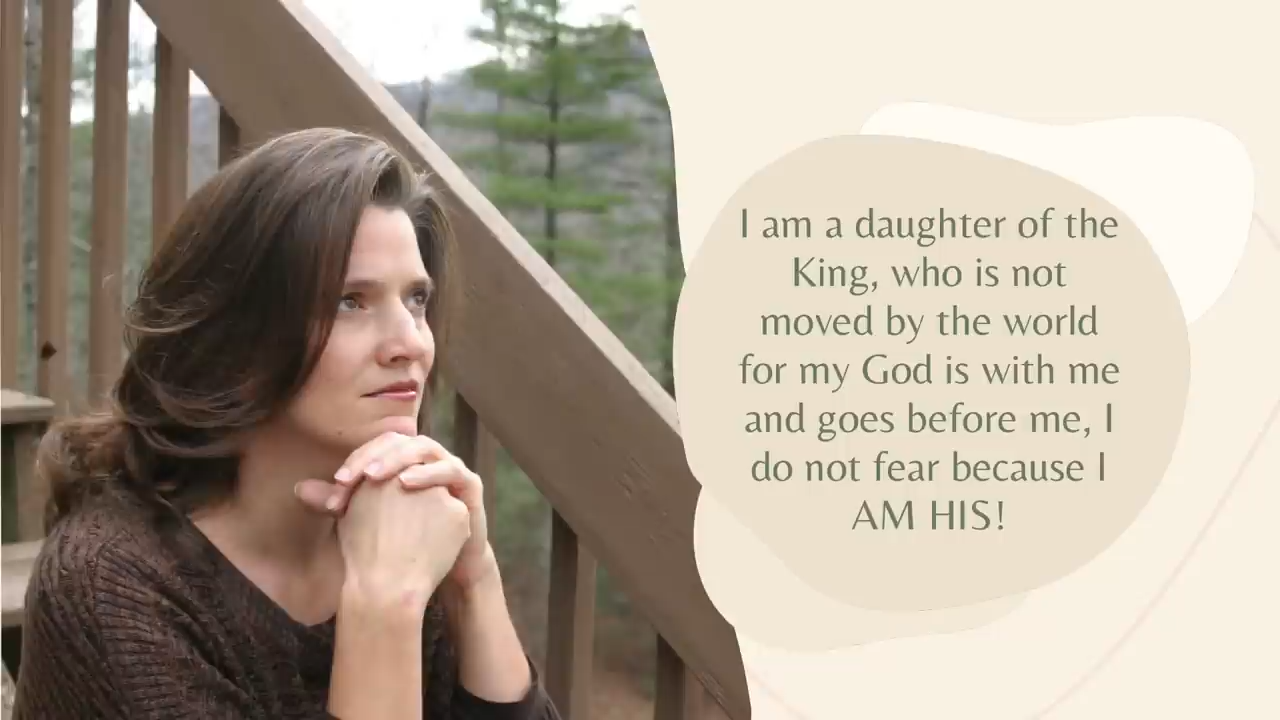 I am a daughter of the
King, who is not
moved by the world
for my God is with me
and goes before me, I
do not fear because I
AM HIS!